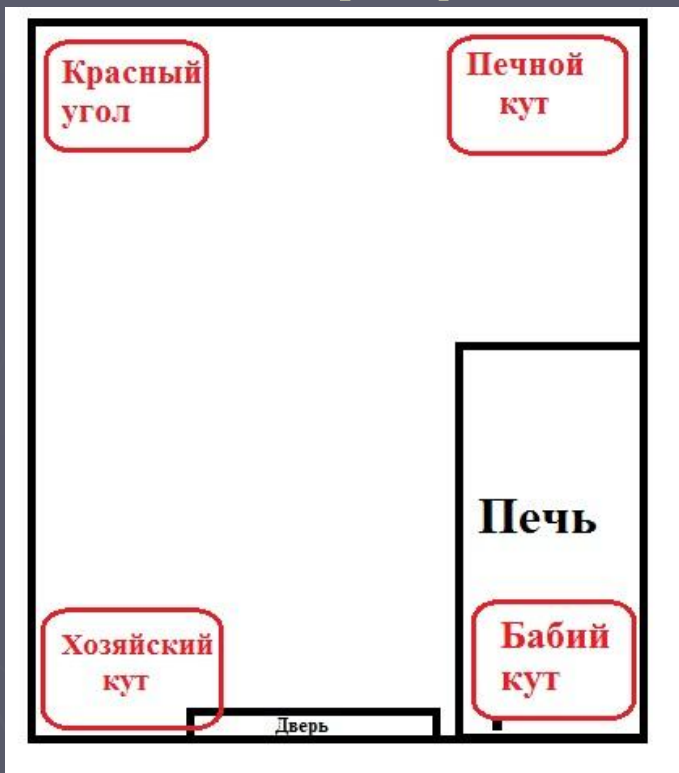 Красный
угол
Печной
кут
Печь
Хозяйский
кут
Бабий
кут
Дверь